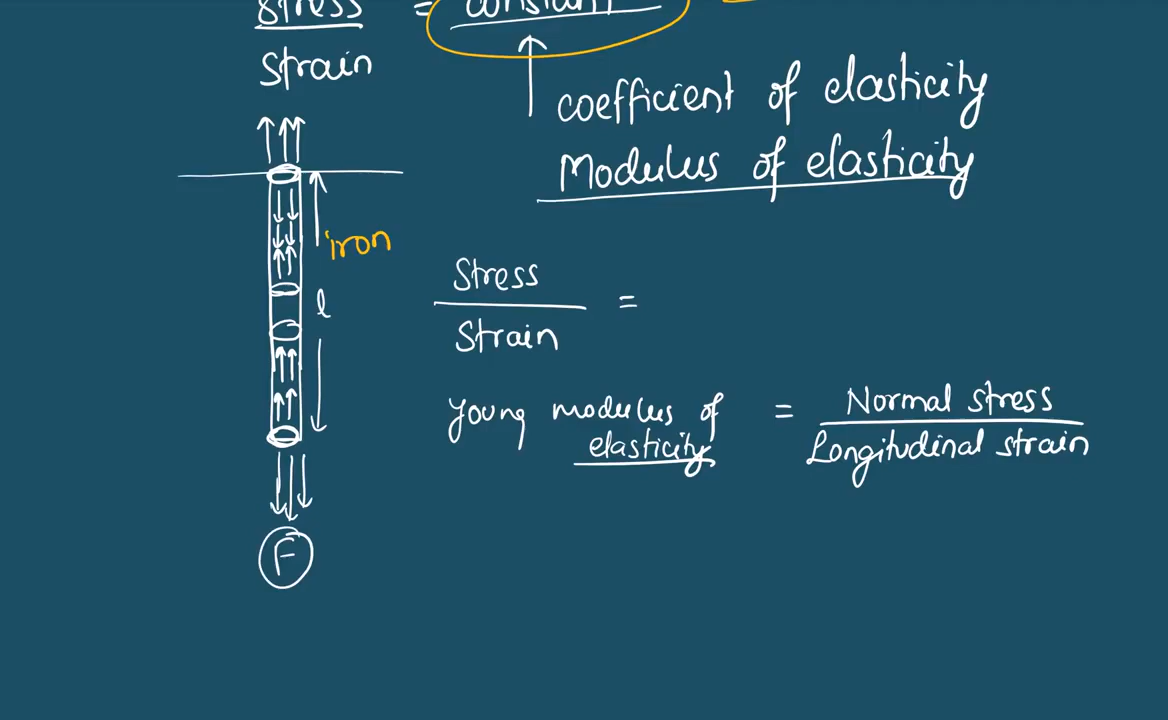 Stress = constant
Strain
coefficient of elasticity
Modulus of elasticity
iron
l
Stress =
Strain
Young modulus of = Normal stress
elasticity Longitudinal strain
F